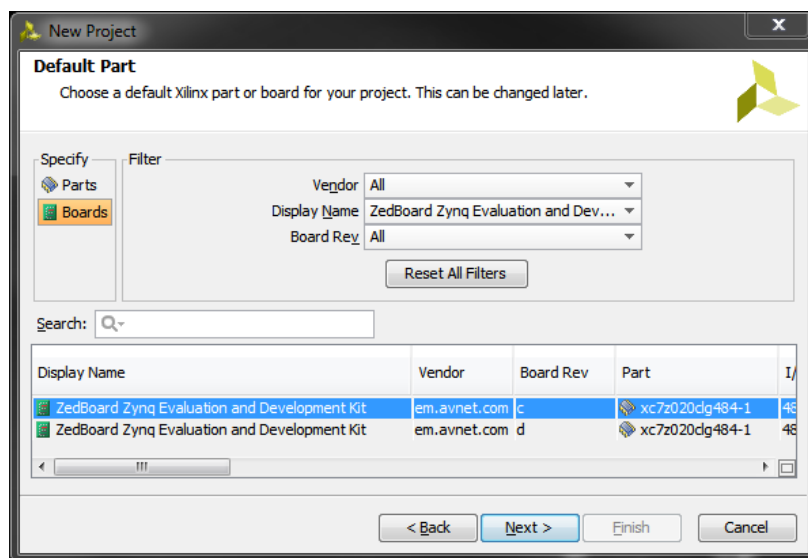 New Project
Default Part
Choose a default Xilinx part or board for your project. This can be changed later.
Specify
Filter
Parts
Boards
Vendor All
Display Name ZedBoard Zynq Evaluation and Dev...
Board Rev All
Reset All Filters
Search:
Display Name Vendor Board Rev Part I/
ZedBoard Zynq Evaluation and Development Kit em.avnet.com c xc7z020clg484-1 48
ZedBoard Zynq Evaluation and Development Kit em.avnet.com d xc7z020clg484-1 48
< Back Next > Finish Cancel